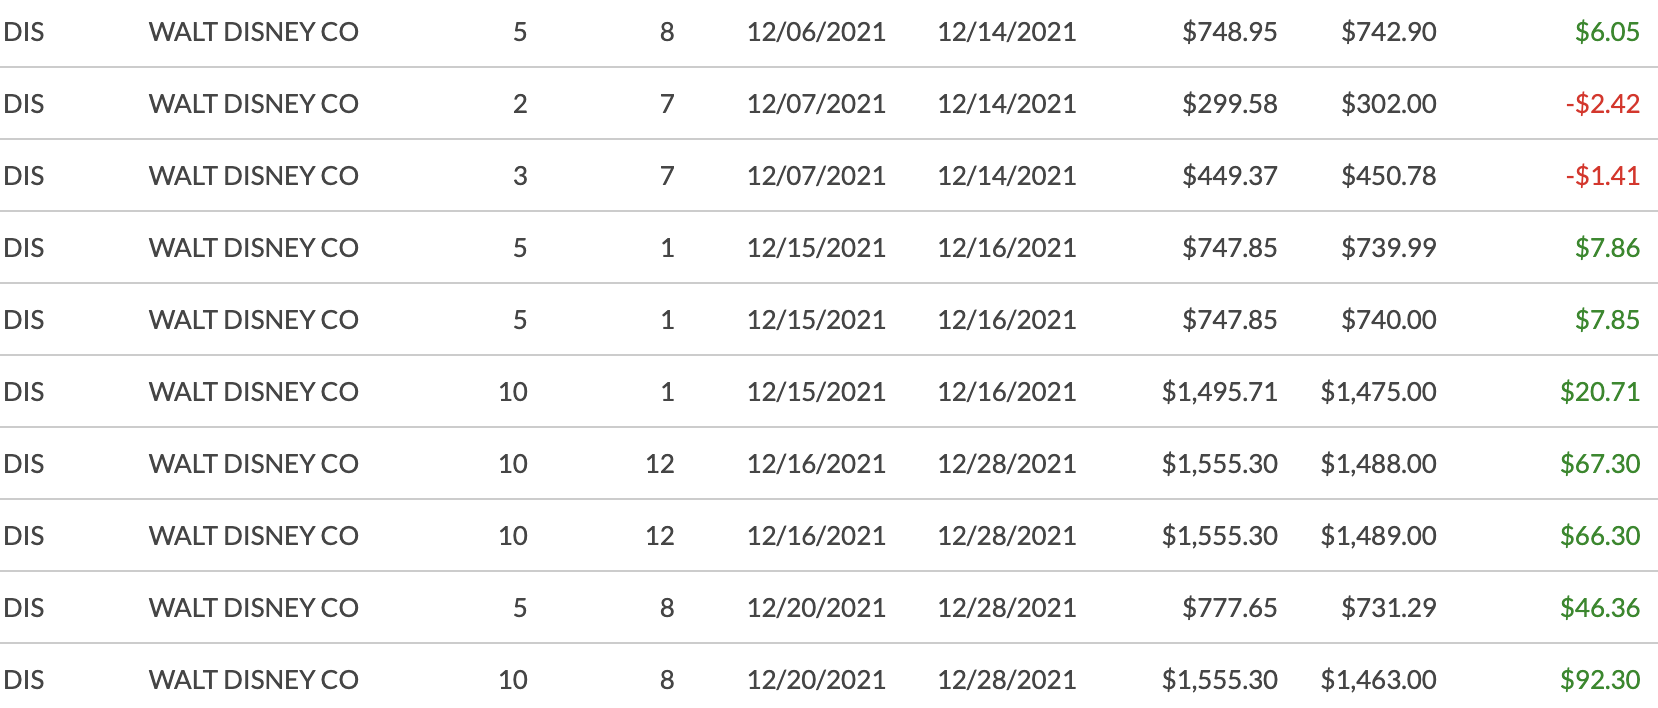 DIS WALT DISNEY CO 5 8 12/06/2021 12/14/2021 $748.95 $742.90 $6.05
DIS WALT DISNEY CO 2 7 12/07/2021 12/14/2021 $299.58 $302.00 -$2.42
DIS WALT DISNEY CO 3 7 12/07/2021 12/14/2021 $449.37 $450.78 -$1.41
DIS WALT DISNEY CO 5 1 12/15/2021 12/16/2021 $747.85 $739.99 $7.86
DIS WALT DISNEY CO 5 1 12/15/2021 12/16/2021 $747.85 $740.00 $7.85
DIS WALT DISNEY CO 10 1 12/15/2021 12/16/2021 $1,495.71 $1,475.00 $20.71
DIS WALT DISNEY CO 10 12 12/16/2021 12/28/2021 $1,555.30 $1,488.00 $67.30
DIS WALT DISNEY CO 10 12 12/16/2021 12/28/2021 $1,555.30 $1,489.00 $66.30
DIS WALT DISNEY CO 5 8 12/20/2021 12/28/2021 $777.65 $731.29 $46.36
DIS WALT DISNEY CO 10 8 12/20/2021 12/28/2021 $1,555.30 $1,463.00 $92.30